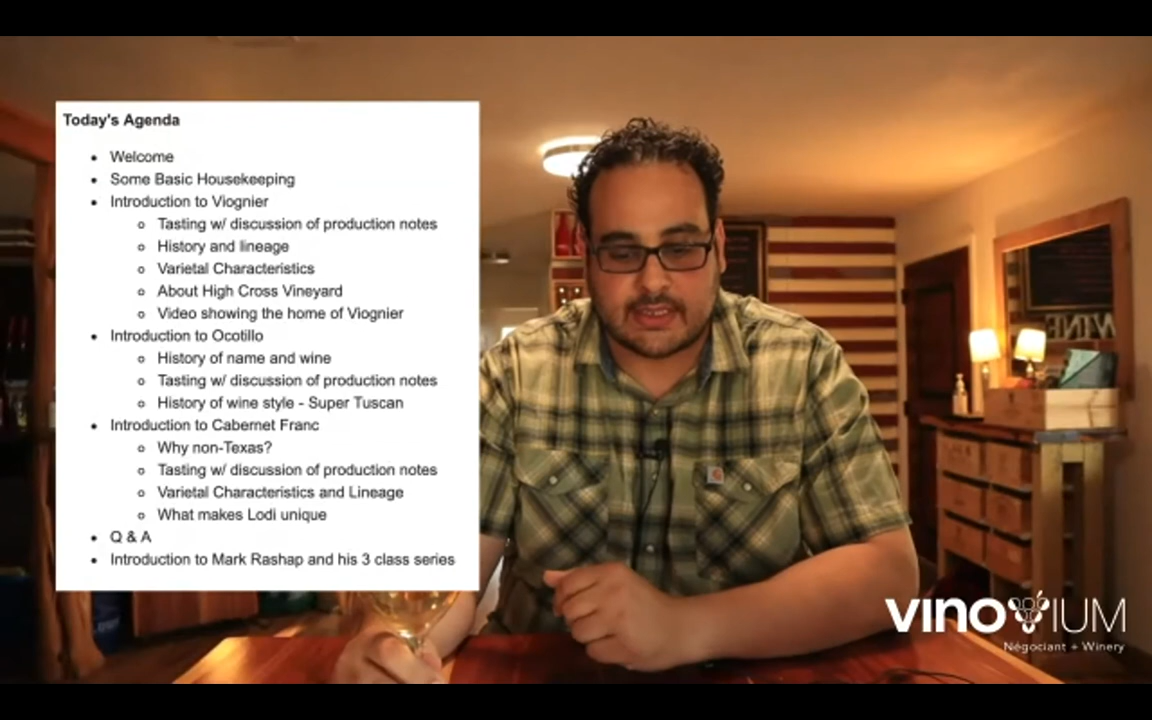 Today's Agenda
• Welcome
• Some Basic Housekeeping
• Introduction to Viognier
o Tasting w/ discussion of production notes
o History and lineage
o Varietal Characteristics
o About High Cross Vineyard
o Video showing the home of Viognier
• Introduction to Ocotillo
o History of name and wine
o Tasting w/ discussion of production notes
o History of wine style - Super Tuscan
• Introduction to Cabernet Franc
o Why non-Texas?
o Tasting w/ discussion of production notes
o Varietal Characteristics and Lineage
o What makes Lodi unique
• Q & A
• Introduction to Mark Rashap and his 3 class series
WINE
VINOVIUM
Négociant + Winery